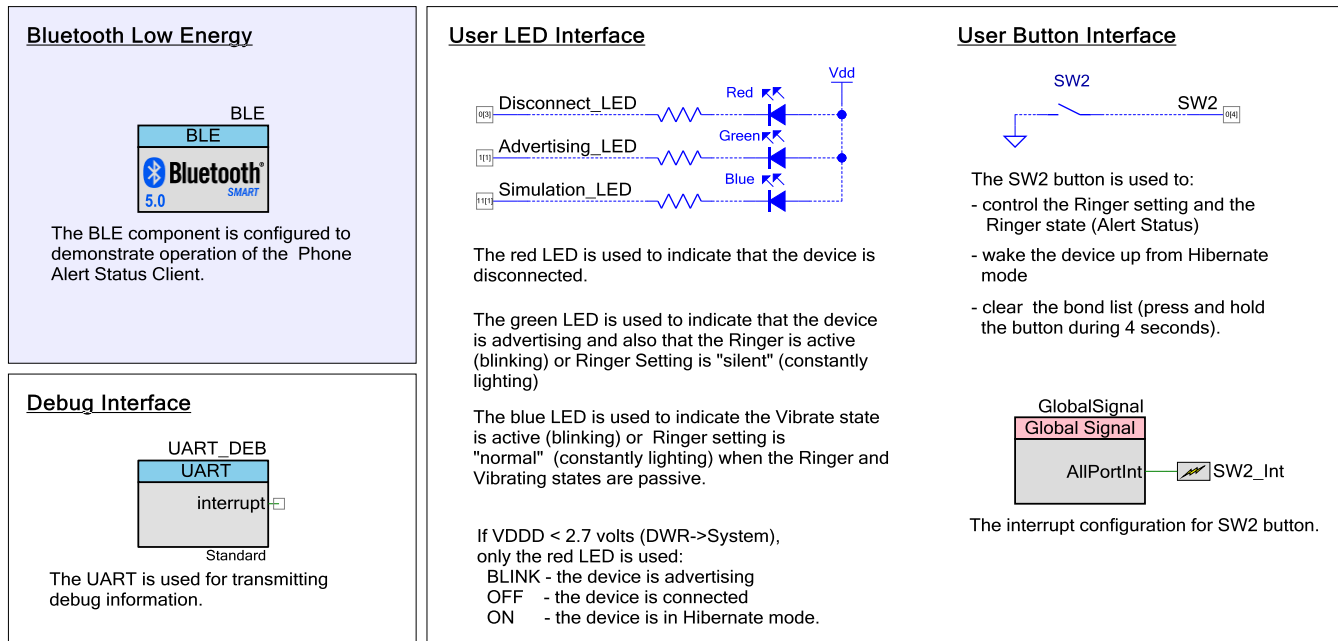 Bluetooth Low Energy
BLE
BLE
Bluetooth®
SMART
5.0
The BLE component is configured to
demonstrate operation of the  Phone
Alert Status Client.
Debug Interface
UART_DEB
UART
interrupt
Standard
The UART is used for transmitting
debug information.
User LED Interface
Vdd
0[3] Disconnect_LED Red
1[1] Advertising_LED Green
11[1] Simulation_LED Blue
The red LED is used to indicate that the device is
disconnected.
The green LED is used to indicate that the device
is advertising and also that the Ringer is active
(blinking) or Ringer Setting is "silent" (constantly
lighting)
The blue LED is used to indicate the Vibrate state
is active (blinking) or  Ringer setting is
"normal"  (constantly lighting) when the Ringer and
Vibrating states are passive.
If VDDD < 2.7 volts (DWR->System),
only the red LED is used:
BLINK - the device is advertising
OFF   - the device is connected
ON    - the device is in Hibernate mode.
User Button Interface
SW2
SW2 0[4]
The SW2 button is used to:
- control the Ringer setting and the
Ringer state (Alert Status)
- wake the device up from Hibernate
mode
- clear  the bond list (press and hold
the button during 4 seconds).
GlobalSignal
Global Signal
AllPortInt SW2_Int
The interrupt configuration for SW2 button.